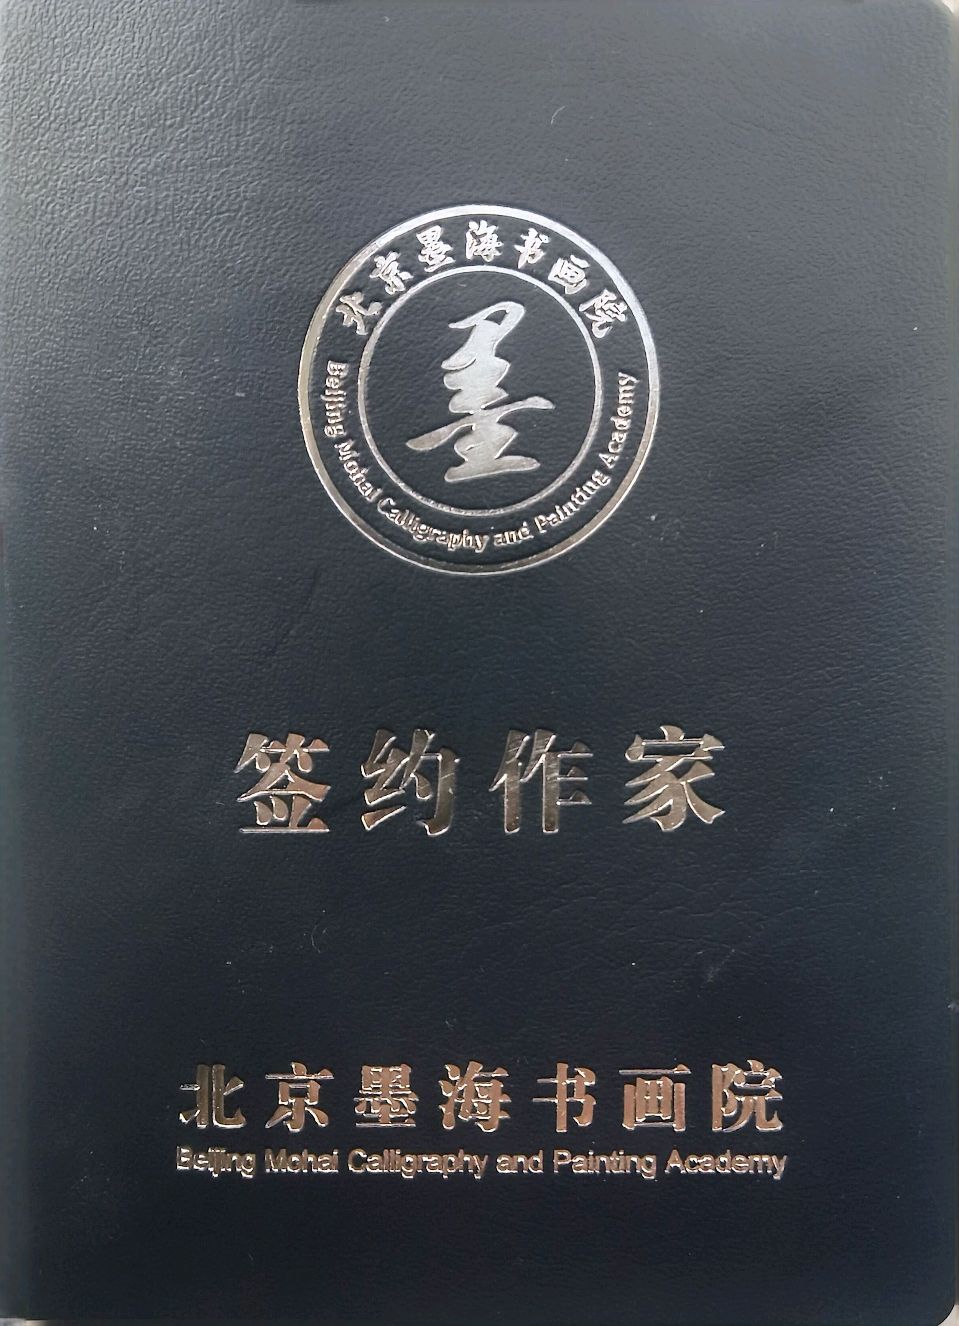 北京墨海书画院
墨
Beijing Mohai Calligraphy and Painting Academy
签约作家
北京墨海书画院
Beijing Mohai Calligraphy and Painting Academy